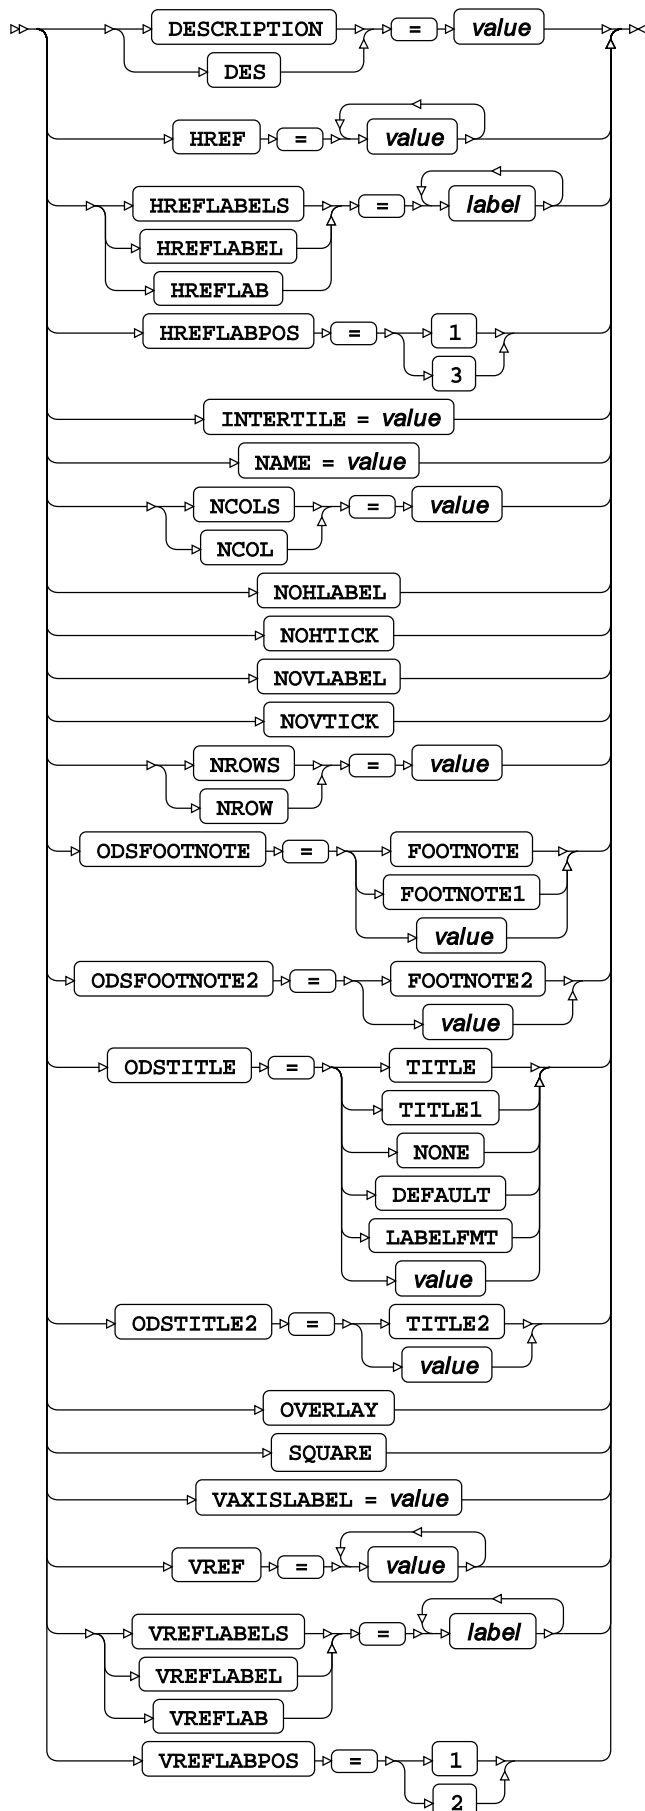 DESCRIPTION = value
DES
HREF = value
HREFLABELS = label
HREFLABEL
HREFLAB
HREFLABPOS = 1
3
INTERTILE = value
NAME = value
NCOLS = value
NCOL
NOHLABEL
NOHTICK
NOVLABEL
NOVTICK
NROWS = value
NROW
ODSFOOTNOTE = FOOTNOTE
FOOTNOTE1
value
ODSFOOTNOTE2 = FOOTNOTE2
value
ODSTITLE = TITLE
TITLE1
NONE
DEFAULT
LABELFMT
value
ODSTITLE2 = TITLE2
value
OVERLAY
SQUARE
VAXISLABEL = value
VREF = value
VREFLABELS = label
VREFLABEL
VREFLAB
VREFLABPOS = 1
2